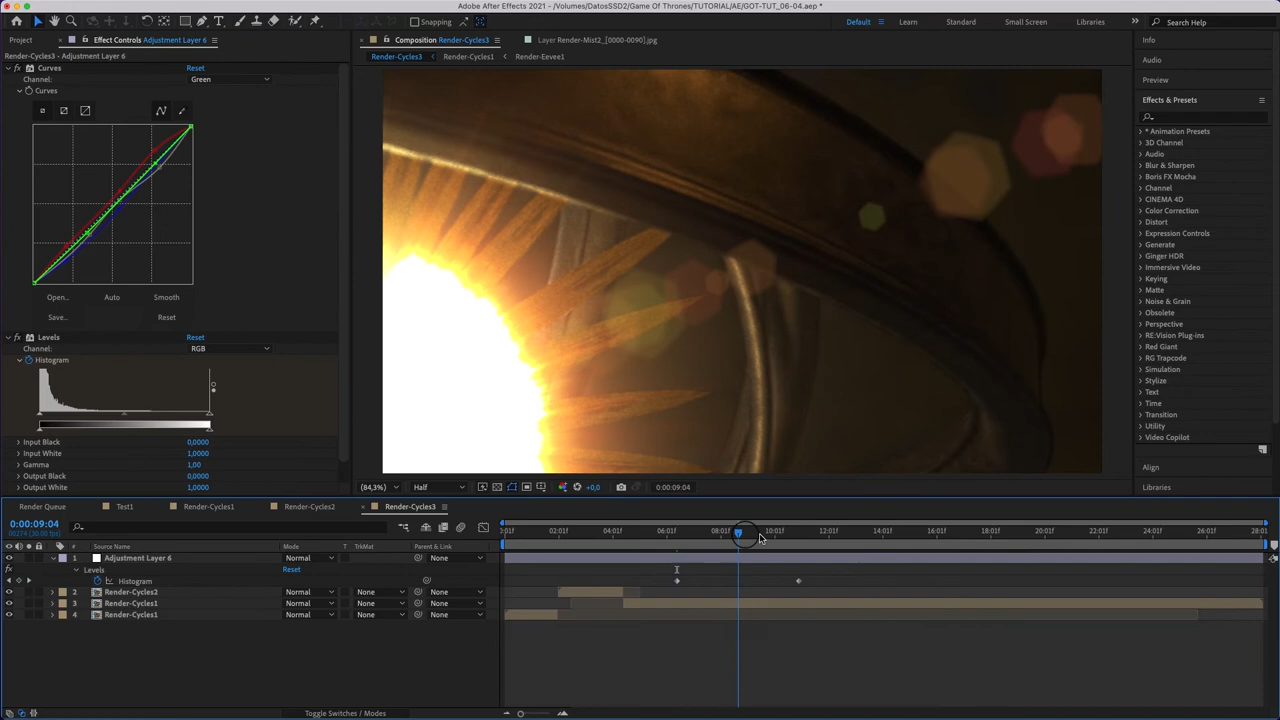 Adobe After Effects 2021 - /Volumes/DatosSSD2/Game Of Thrones/TUTORIAL/AE/GOT-TUT_06-04.aep *
Snapping
Default
Learn
Standard
Small Screen
Libraries
Search Help
Project
Effect Controls Adjustment Layer 6
Composition Render-Cycles3
Layer Render-Mist2_[0000-0090].jpg
Info
Render-Cycles3 • Adjustment Layer 6
Render-Cycles3
Render-Cycles1
Render-Eevee1
Audio
Preview
Effects & Presets
Curves
Reset
Channel:
Green
Curves
Open...
Auto
Smooth
Save...
Reset
Levels
Reset
Channel:
RGB
Histogram
Input Black
0,0000
Input White
1,0000
Gamma
1,00
Output Black
0,0000
Output White
1,0000
* Animation Presets
3D Channel
Audio
Blur & Sharpen
Boris FX Mocha
Channel
CINEMA 4D
Color Correction
Distort
Expression Controls
Generate
Ginger HDR
Immersive Video
Keying
Matte
Noise & Grain
Obsolete
Perspective
RE:Vision Plug-ins
Red Giant
RG Trapcode
Simulation
Stylize
Text
Time
Transition
Utility
Video Copilot
Align
Libraries
(84,3%)
Half
+0,0
0:00:09:04
Render Queue
Test1
Render-Cycles1
Render-Cycles2
Render-Cycles3
0:00:09:04
00274 (30.00 fps)
02:01f
04:01f
06:01f
08:01f
10:01f
12:01f
14:01f
16:01f
18:01f
20:01f
22:01f
24:01f
26:01f
28:01
#
Source Name
Mode
T
TrkMat
Parent & Link
1
Adjustment Layer 6
Normal
None
Levels
Reset
Histogram
2
Render-Cycles2
Normal
None
None
3
Render-Cycles1
Normal
None
None
4
Render-Cycles1
Normal
None
None
Toggle Switches / Modes